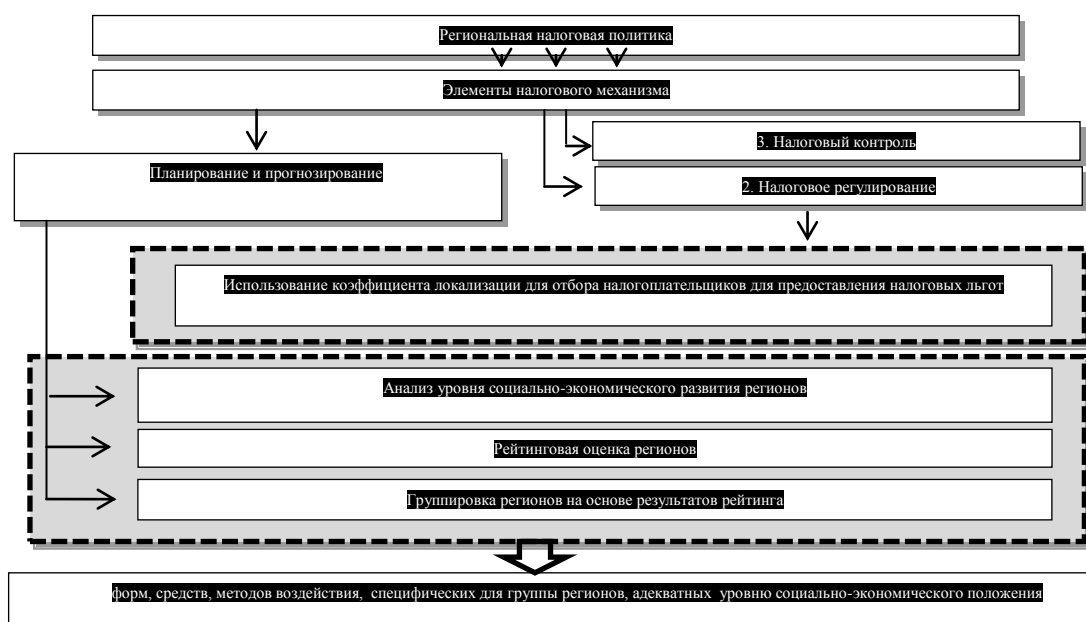 Региональная налоговая политика
Элементы налогового механизма
3. Налоговый контроль
Планирование и прогнозирование
2. Налоговое регулирование
Использование коэффициента локализации для отбора налогоплательщиков для предоставления налоговых льгот
Анализ уровня социально-экономического развития регионов
Рейтинговая оценка регионов
Группировка регионов на основе результатов рейтинга
форм, средств, методов воздействия, специфических для группы регионов, адекватных уровню социально-экономического положения